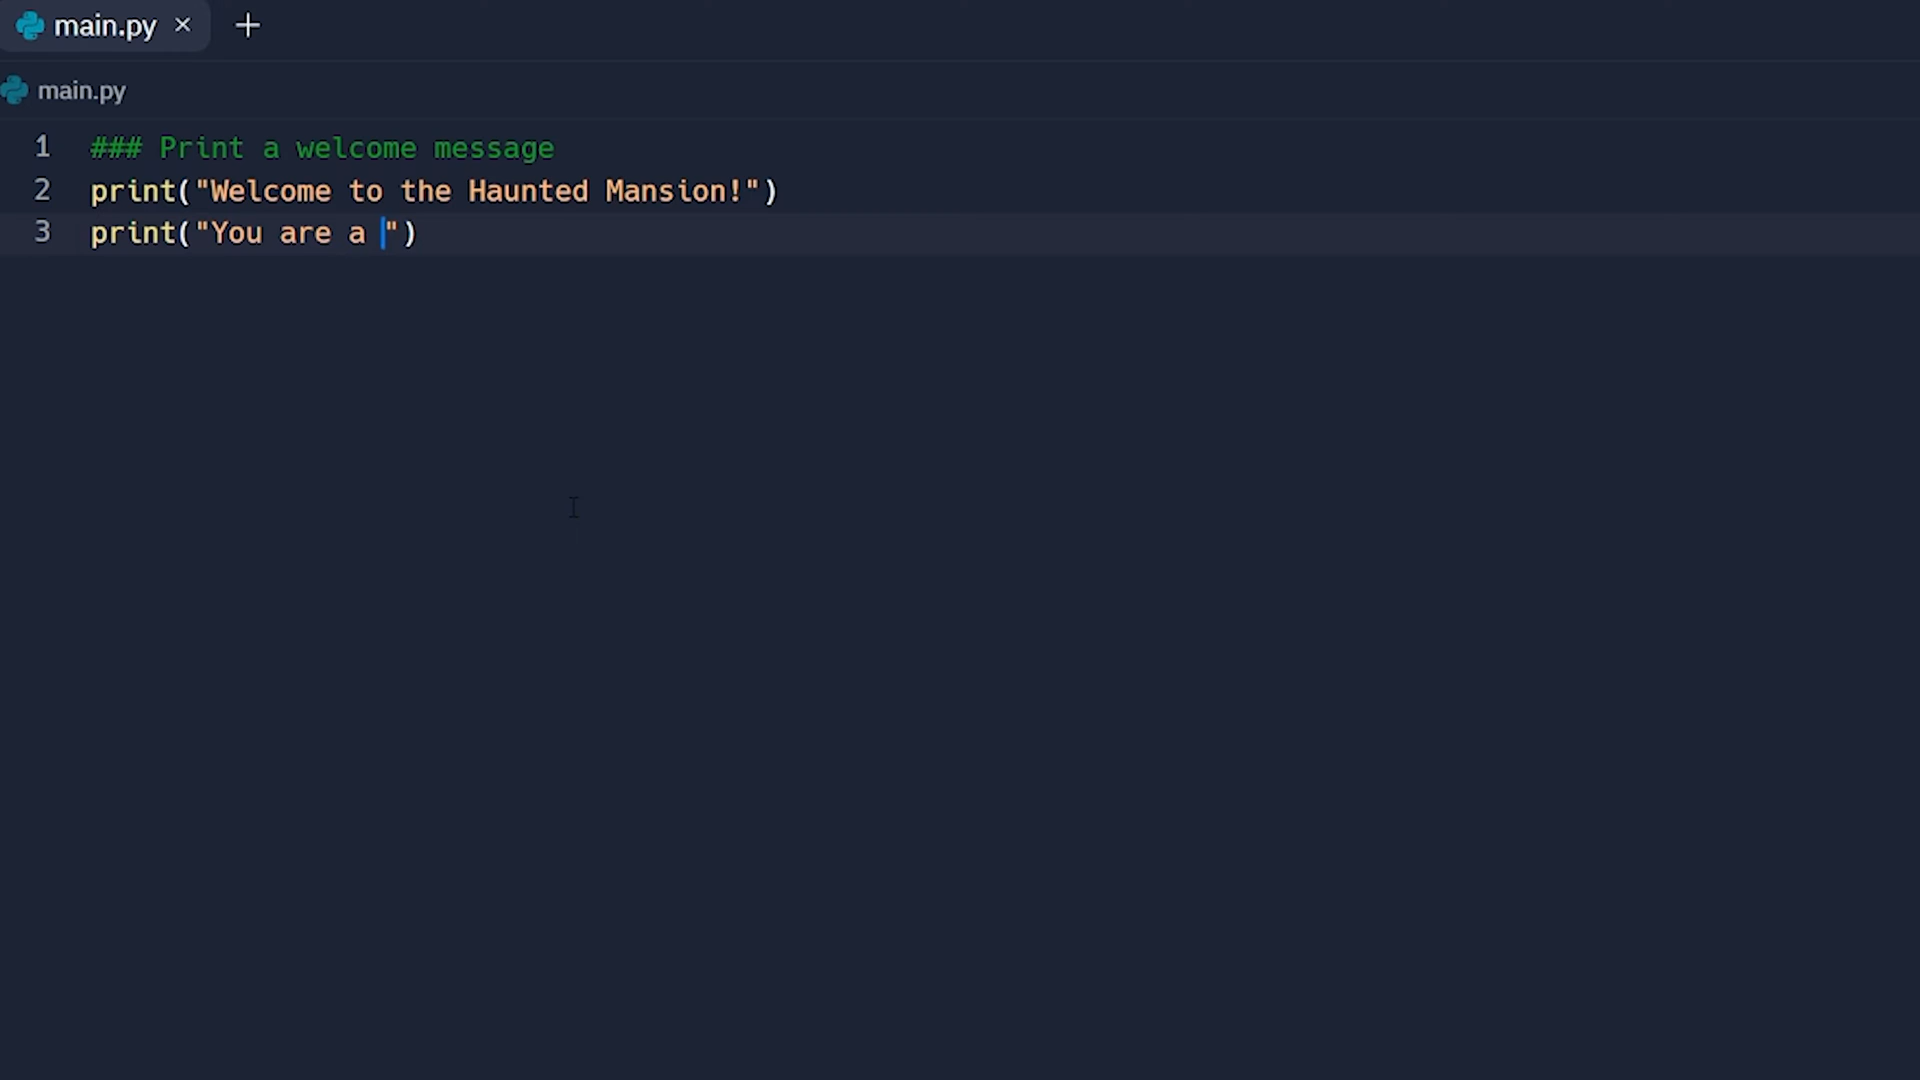 main.py × +
main.py
1 ### Print a welcome message
2 print("Welcome to the Haunted Mansion!")
3 print("You are a ")